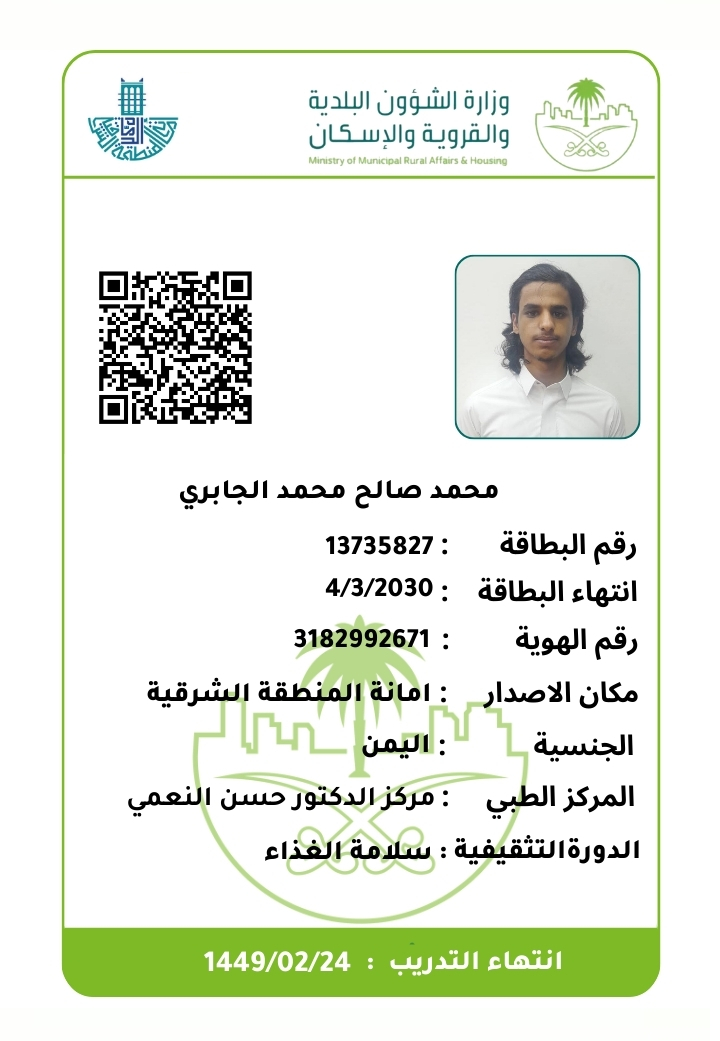 وزارة الشؤون البلدية
والقروية والإسكان
Ministry of Municipal Rural Affairs & Housing
محمد صالح محمد الجابري
رقم البطاقة : 13735827
انتهاء البطاقة : 4/3/2030
رقم الهوية : 3182992671
مكان الاصدار : امانة المنطقة الشرقية
الجنسية : اليمن
المركز الطبي : مركز الدكتور حسن النعمي
الدورةالتثقيفية : سلامة الغذاء
انتهاء التدريب : 1449/02/24